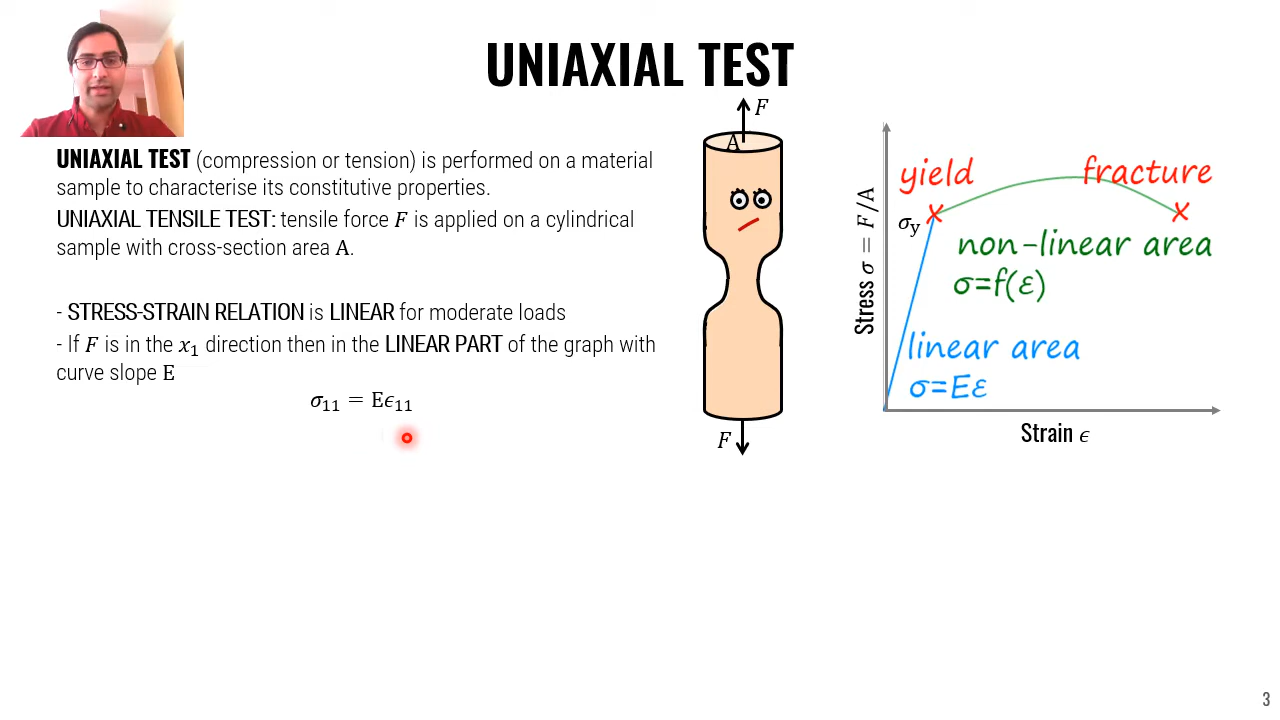 UNIAXIAL TEST
UNIAXIAL TEST (compression or tension) is performed on a material
sample to characterise its constitutive properties.
UNIAXIAL TENSILE TEST: tensile force F is applied on a cylindrical
sample with cross-section area A.
- STRESS-STRAIN RELATION is LINEAR for moderate loads
- If F is in the x₁ direction then in the LINEAR PART of the graph with
curve slope E
σ₁₁ = Eϵ₁₁
F
A
F
Stress σ = F/A
yield
fracture
σy
non-linear area
σ=f(ε)
linear area
σ=Eε
Strain ϵ
3